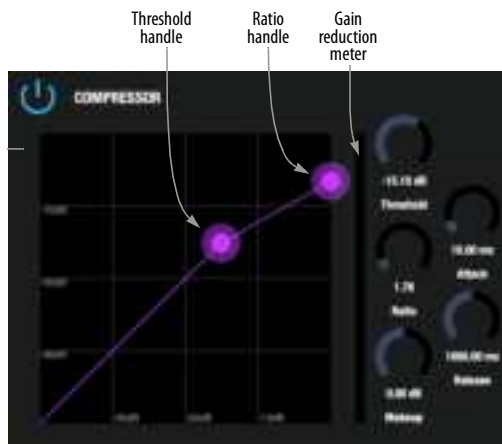 Threshold
handle
Ratio
handle
Gain
reduction
meter
COMPRESSOR
-15.15 dB
Threshold
10.00 ms
Attack
1.76
Ratio
1000.00 ms
Release
0.00 dB
Makeup